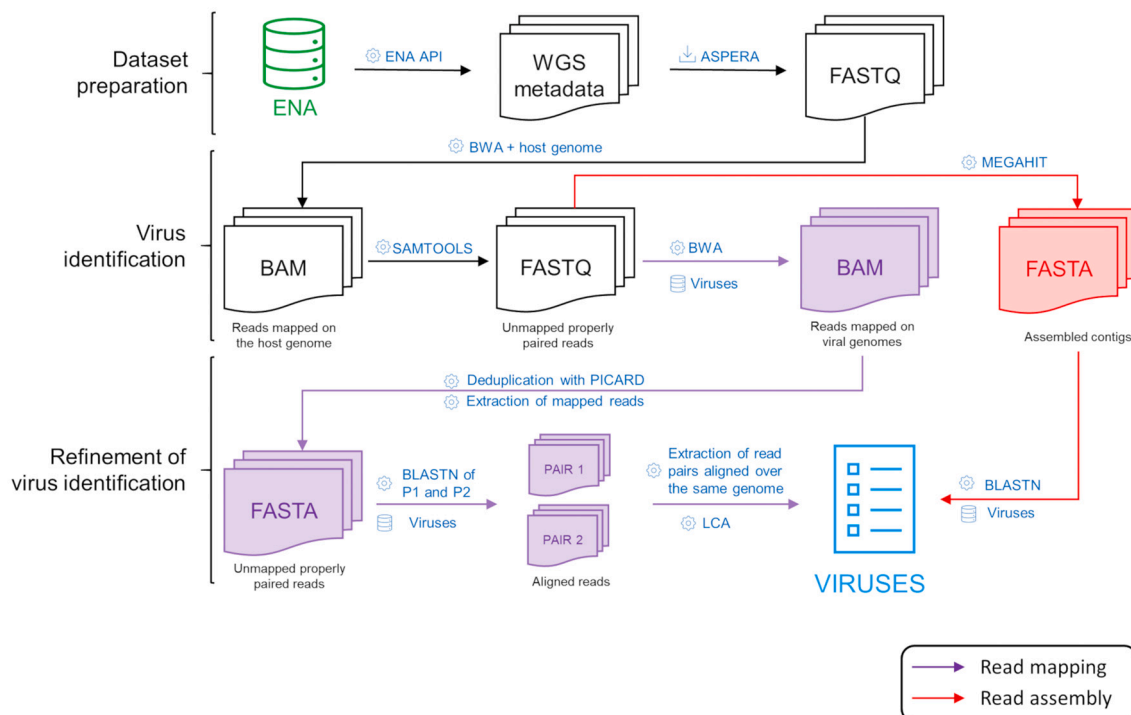 Dataset
preparation
ENA
ENA API
WGS
metadata
ASPERA
FASTQ
BWA + host genome
MEGAHIT
Virus
identification
BAM
SAMTOOLS
FASTQ
BWA
Viruses
BAM
FASTA
Reads mapped on
the host genome
Unmapped properly
paired reads
Reads mapped on
viral genomes
Assembled contigs
Deduplication with PICARD
Extraction of mapped reads
Refinement of
virus identification
FASTA
BLASTN of
P1 and P2
Viruses
PAIR 1
PAIR 2
Extraction of read
pairs aligned over
the same genome
LCA
BLASTN
Viruses
Unmapped properly
paired reads
Aligned reads
VIRUSES
Read mapping
Read assembly